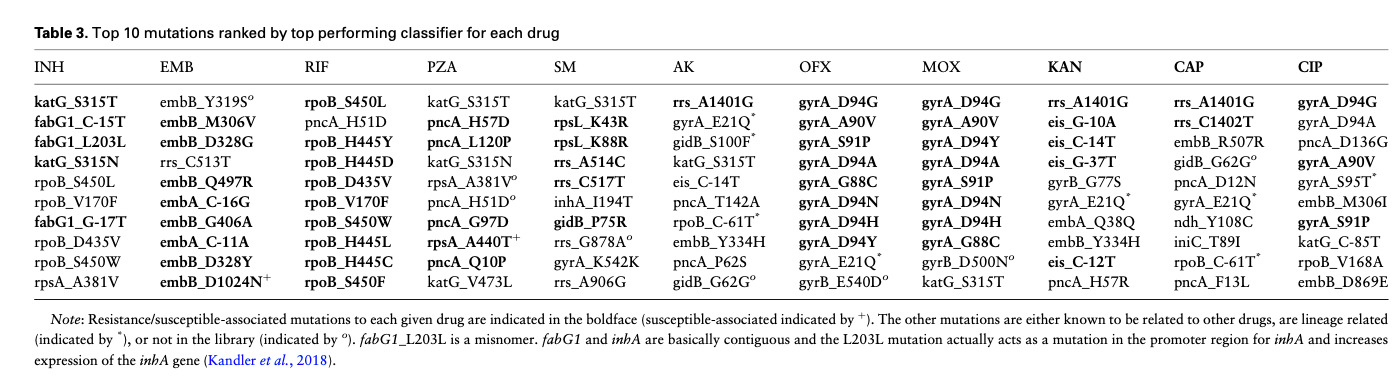 Table 3. Top 10 mutations ranked by top performing classifier for each drug
INH EMB RIF PZA SM AK OFX MOX KAN CAP CIP
katG_S315T embB_Y319S° rpoB_S450L katG_S315T katG_S315T rrs_A1401G gyrA_D94G gyrA_D94G rrs_A1401G rrs_A1401G gyrA_D94G
fabG1_C-15T embB_M306V pncA_H51D pncA_H57D rpsL_K43R gyrA_E21Q* gyrA_A90V gyrA_A90V eis_G-10A rrs_C1402T gyrA_D94A
fabG1_L203L embB_D328G rpoB_H445Y pncA_L120P rpsL_K88R gidB_S100F* gyrA_S91P gyrA_D94Y eis_C-14T embB_R507R pncA_D136G
katG_S315N rrs_C513T rpoB_H445D katG_S315N rrs_A514C katG_S315T gyrA_D94A gyrA_D94A eis_G-37T gidB_G62G° gyrA_A90V
rpoB_S450L embB_Q497R rpoB_D435V rpsA_A381V° rrs_C517T eis_C-14T gyrA_G88C gyrA_S91P gyrB_G77S pncA_D12N gyrA_S95T*
rpoB_V170F embA_C-16G rpoB_V170F pncA_H51D° inhA_I194T pncA_T142A gyrA_D94N gyrA_D94N gyrA_E21Q* gyrA_E21Q* embB_M306I
fabG1_G-17T embB_G406A rpoB_S450W pncA_G97D gidB_P75R rpoB_C-61T* gyrA_D94H gyrA_D94H embA_Q38Q ndh_Y108C gyrA_S91P
rpoB_D435V embA_C-11A rpoB_H445L rpsA_A440T+ rrs_G878A° embB_Y334H gyrA_D94Y gyrA_G88C embB_Y334H iniC_T89I katG_C-85T
rpoB_S450W embB_D328Y rpoB_H445C pncA_Q10P gyrA_K542K pncA_P62S gyrA_E21Q* gyrB_D500N° eis_C-12T rpoB_C-61T* rpoB_V168A
rpsA_A381V embB_D1024N+ rpoB_S450F katG_V473L rrs_A906G gidB_G62G° gyrB_E540D° katG_S315T pncA_H57R pncA_F13L embB_D869E
Note: Resistance/susceptible-associated mutations to each given drug are indicated in the boldface (susceptible-associated indicated by +). The other mutations are either known to be related to other drugs, are lineage related
(indicated by *), or not in the library (indicated by °). fabG1_L203L is a misnomer. fabG1 and inhA are basically contiguous and the L203L mutation actually acts as a mutation in the promoter region for inhA and increases
expression of the inhA gene (Kandler et al., 2018).